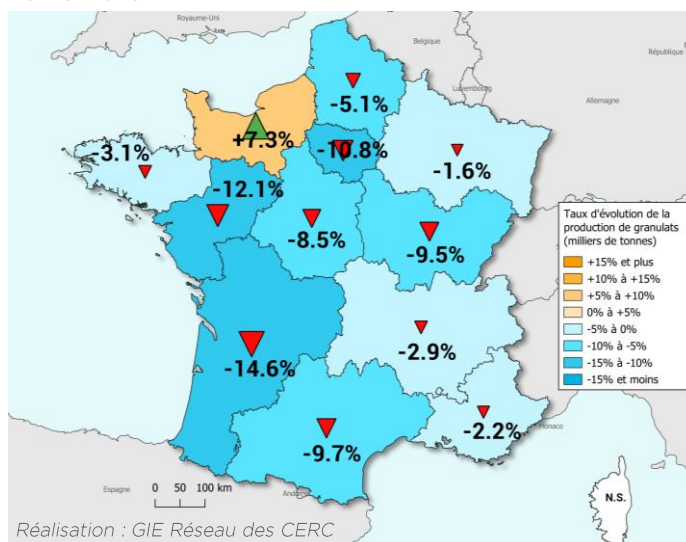 Royaume-Uni
Belgique
République
Luxembourg
Allemagne
-5.1%
+7.3%
-10.8%
-3.1%
-1.6%
-12.1%
-8.5%
-9.5%
Taux d'évolution de la
production de granulats
(milliers de tonnes)
+15% et plus
+10% à +15%
+5% à +10%
0% à +5%
-5% à 0%
-10% à -5%
-15% à -10%
-15% et moins
-14.6%
-2.9%
-2.2%
Monaco
-9.7%
Espagne
0 50 100 km
N.S.
Réalisation : GIE Réseau des CERC